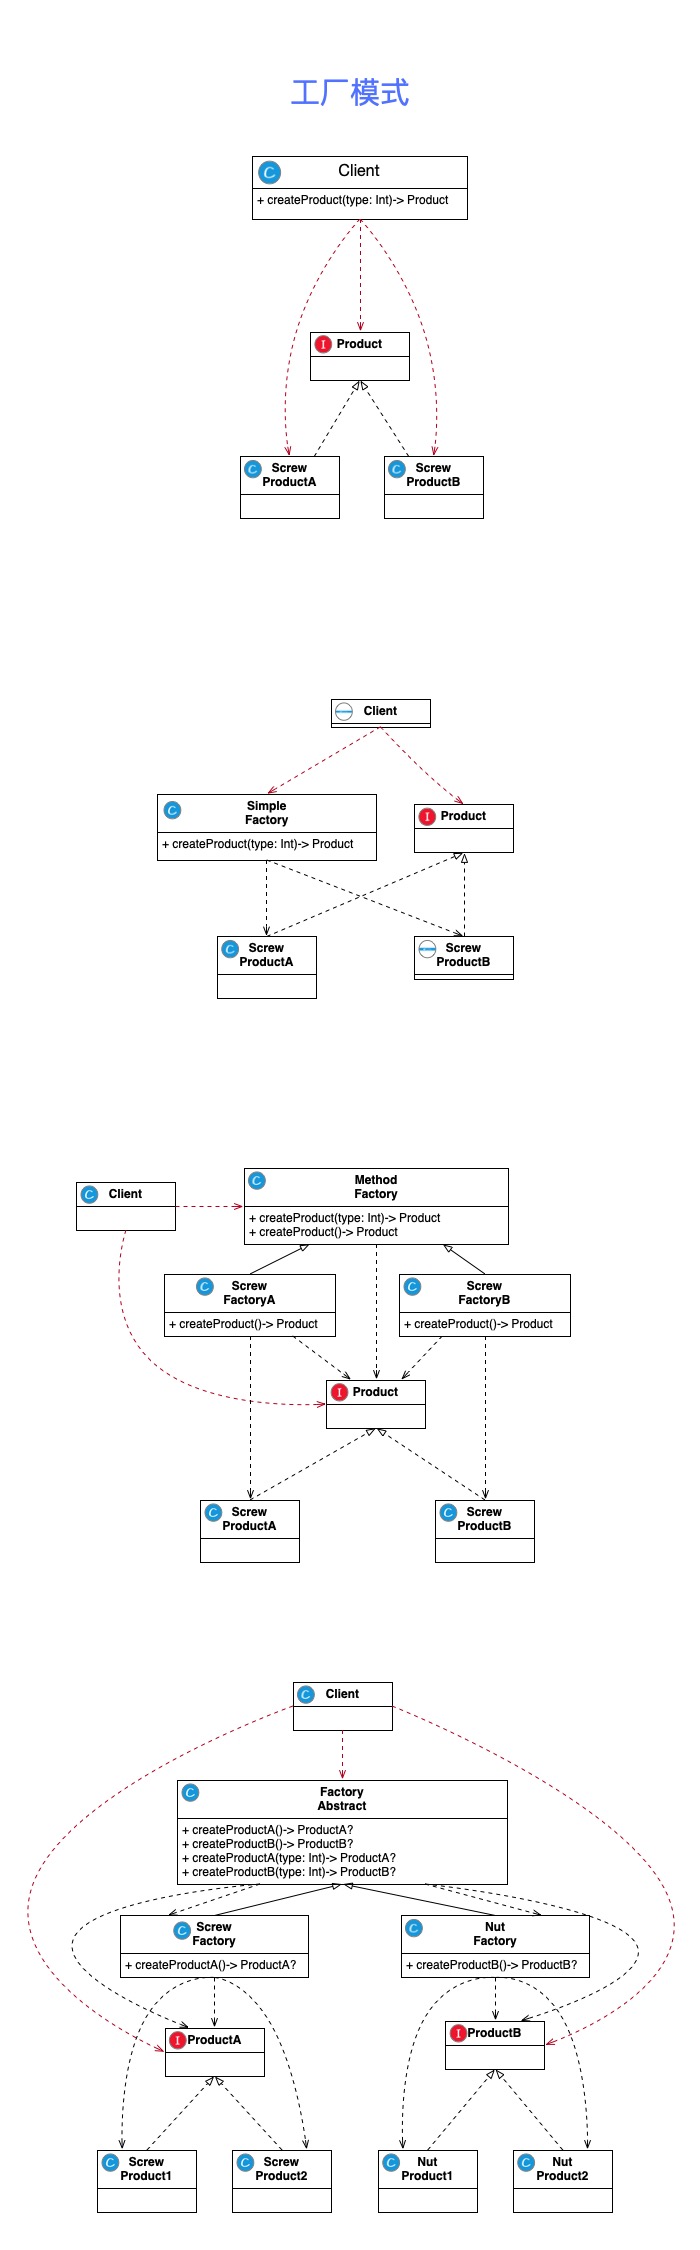 工厂模式
C Client
+ createProduct(type: Int)-> Product
I Product
C Screw
ProductA
C Screw
ProductB
Client
C Simple
Factory
+ createProduct(type: Int)-> Product
I Product
C Screw
ProductA
Screw
ProductB
C Client
C Method
Factory
+ createProduct(type: Int)-> Product
+ createProduct()-> Product
C Screw
FactoryA
+ createProduct()-> Product
C Screw
FactoryB
+ createProduct()-> Product
I Product
C Screw
ProductA
C Screw
ProductB
C Client
C Factory
Abstract
+ createProductA()-> ProductA?
+ createProductB()-> ProductB?
+ createProductA(type: Int)-> ProductA?
+ createProductB(type: Int)-> ProductB?
C Screw
Factory
+ createProductA()-> ProductA?
C Nut
Factory
+ createProductB()-> ProductB?
I ProductA
I ProductB
C Screw
Product1
C Screw
Product2
C Nut
Product1
C Nut
Product2